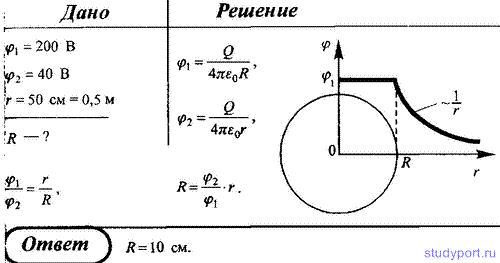 Дано
Решение
φ₁ = 200 В
φ₂ = 40 В
r = 50 см = 0,5 м
R — ?
φ₁/φ₂ = r/R ,
φ₁ = Q/(4πε₀R) ,
φ₂ = Q/(4πε₀r) ,
R = φ₂/φ₁ · r .
φ
φ₁
~1/r
0
R
r
Ответ R = 10 см.
studyport.ru